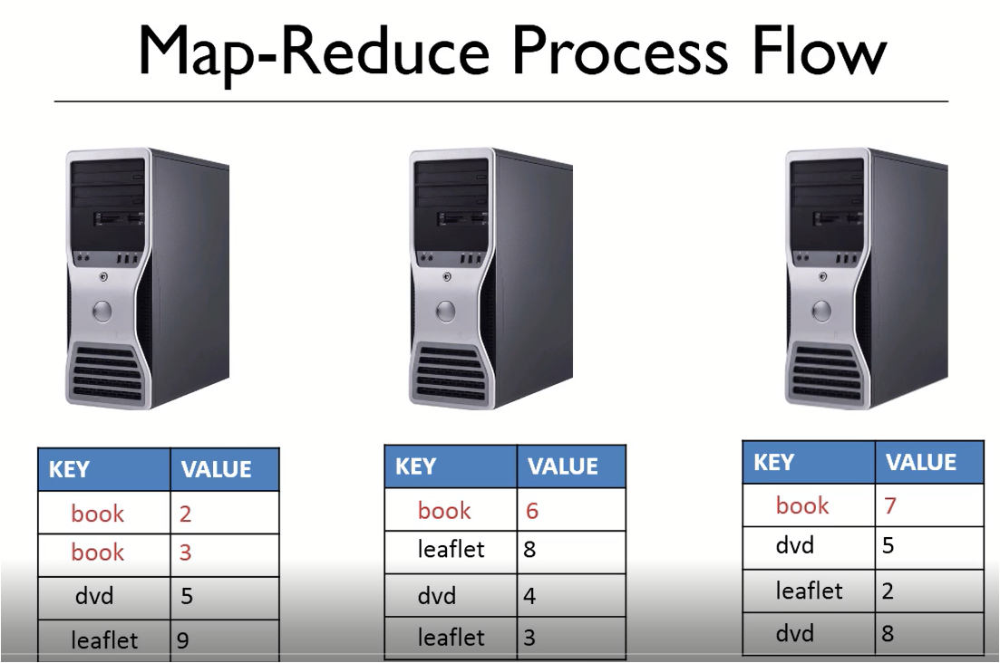 Map-Reduce Process Flow
KEY VALUE
book 2
book 3
dvd 5
leaflet 9
KEY VALUE
book 6
leaflet 8
dvd 4
leaflet 3
KEY VALUE
book 7
dvd 5
leaflet 2
dvd 8